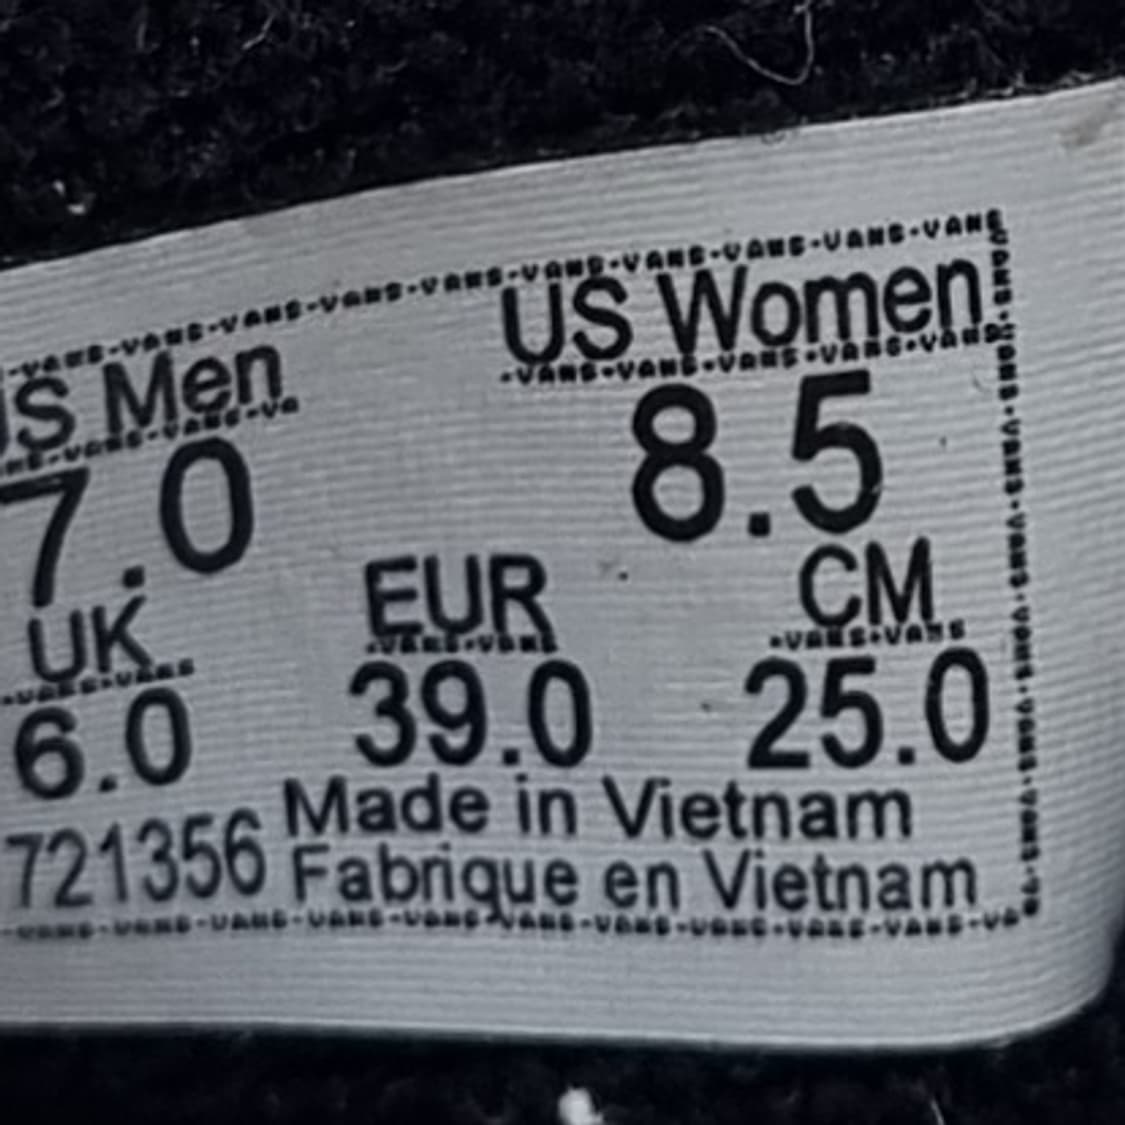 VANS-VANS-VANS-VANS-VANS-VANS-VANS-VANS-VANS-VANS
US Men US Women
7.0 8.5
UK EUR CM
-VANS-VANS -VANS-VANS -VANS-VANS
6.0 39.0 25.0
721356 Made in Vietnam
Fabrique en Vietnam